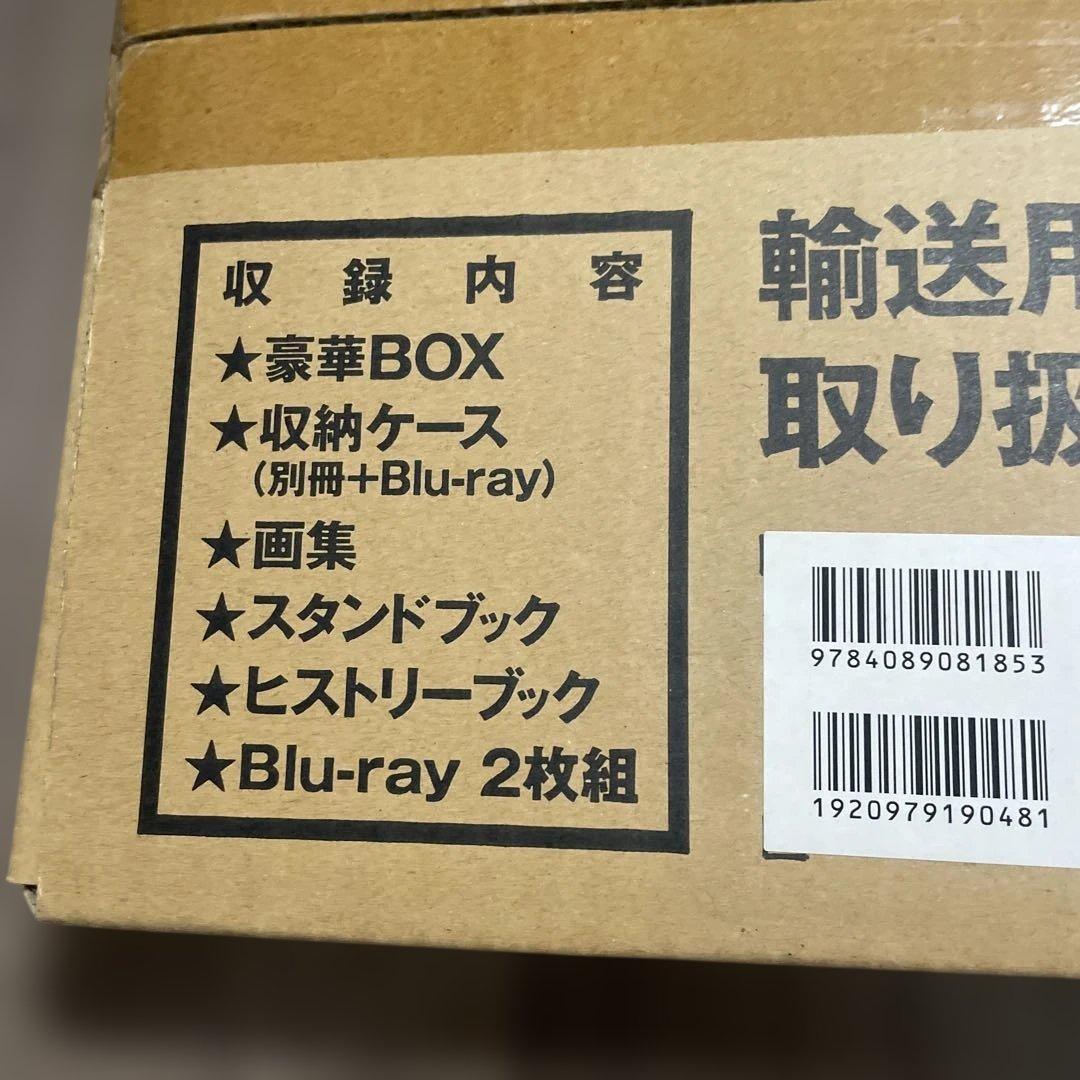 収録内容
★豪華BOX
★収納ケース
(別冊+Blu-ray)
★画集
★スタンドブック
★ヒストリーブック
★Blu-ray 2枚組
輸送用
取り扱
9784089081853
1920979190481